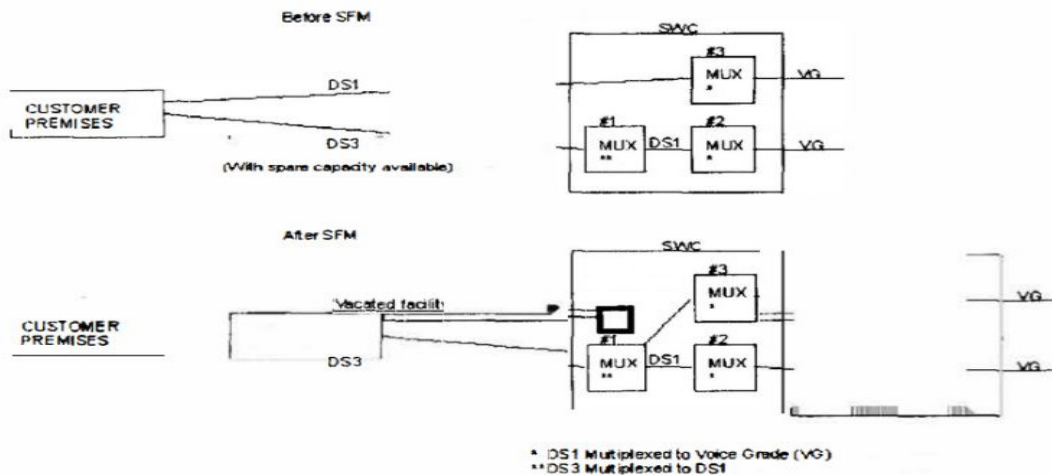 Before SFM
SWC
#3
DS1
MUX
*
VG
CUSTOMER
PREMISES
#1
#2
DS3
MUX
**
DS1
MUX
*
VG
(With spare capacity available)
After SFM
SWC
#3
MUX
*
VG
Vacated facility
CUSTOMER
PREMISES
#1
#2
DS3
MUX
**
DS1
MUX
*
VG
* DS1 Multiplexed to Voice Grade (VG)
**DS3 Multiplexed to DS1